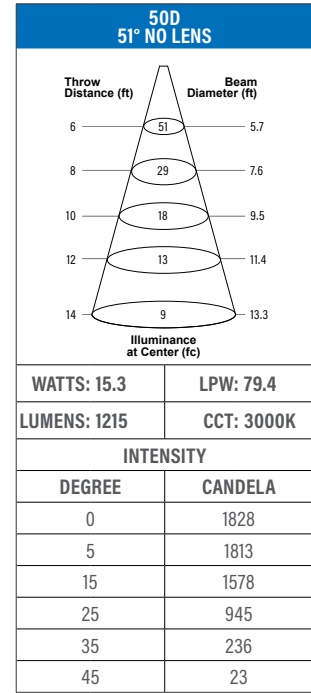 50D
51° NO LENS
Throw Beam
Distance (ft) Diameter (ft)
6 51 5.7
8 29 7.6
10 18 9.5
12 13 11.4
14 9 13.3
Illuminance
at Center (fc)
WATTS: 15.3 LPW: 79.4
LUMENS: 1215 CCT: 3000K
INTENSITY
DEGREE CANDELA
0 1828
5 1813
15 1578
25 945
35 236
45 23